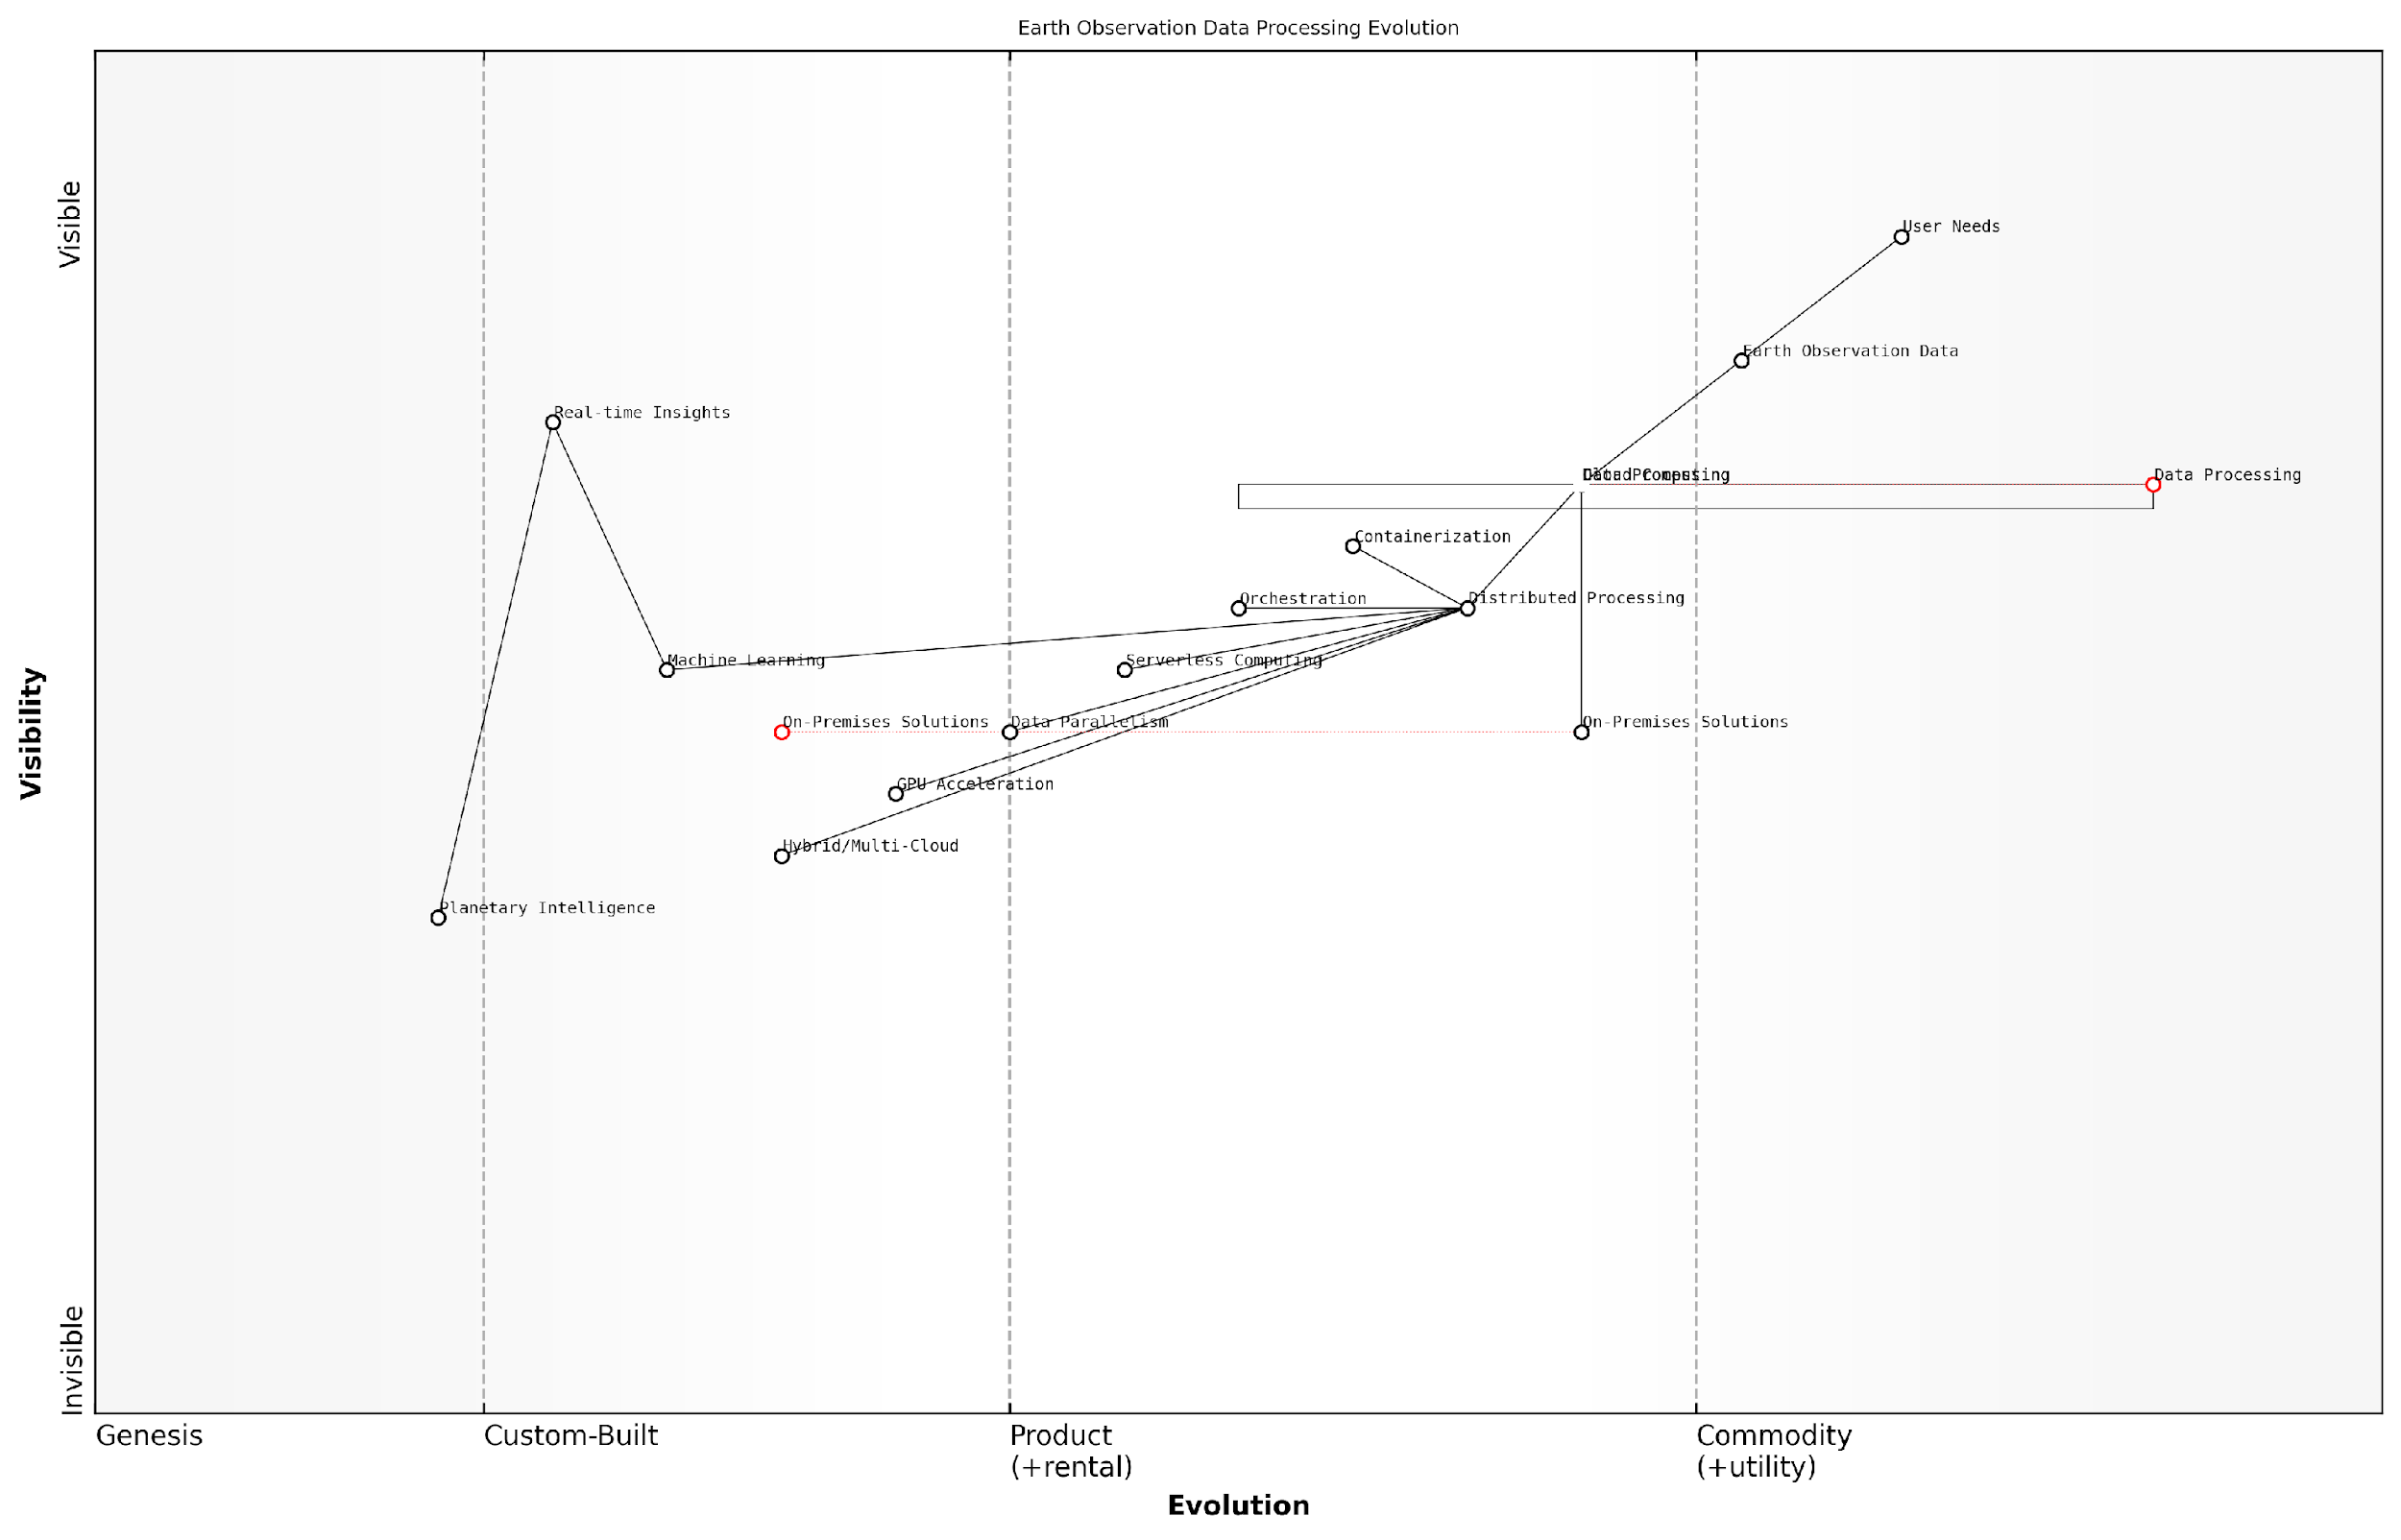 Earth Observation Data Processing Evolution
Visible
User Needs
Earth Observation Data
Real-time Insights
Data Processing
Containerization
Orchestration
Distributed Processing
Machine Learning
Serverless Computing
On-Premises Solutions
Data Parallelism
On-Premises Solutions
GPU Acceleration
Hybrid/Multi-Cloud
Planetary Intelligence
Visibility
Invisible
Genesis
Custom-Built
Product
(+rental)
Commodity
(+utility)
Evolution